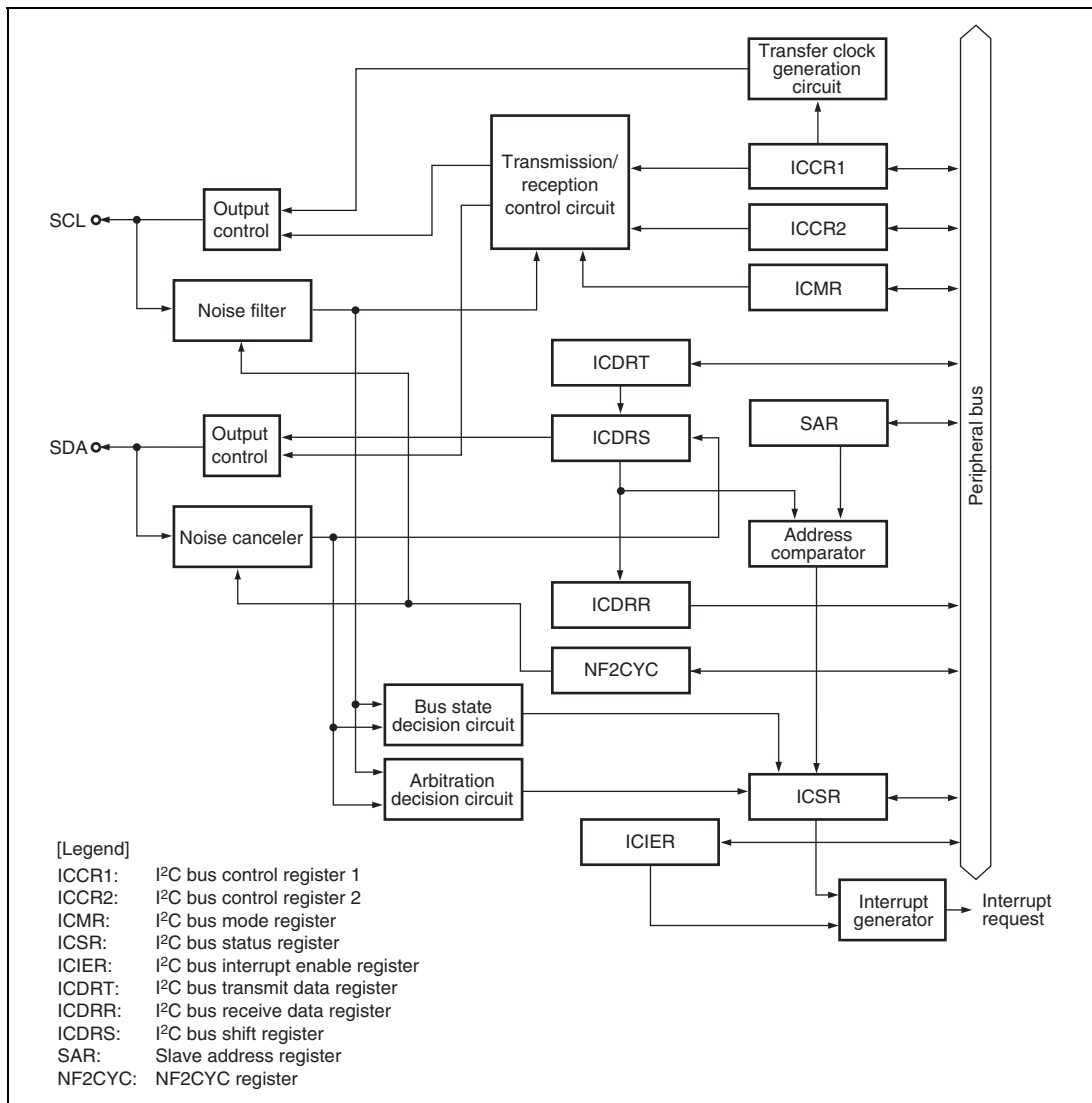 Transfer clock
generation
circuit
Transmission/
reception
control circuit
ICCR1
Output
control
SCL
ICCR2
Noise filter
ICMR
ICDRT
SAR
Output
control
SDA
ICDRS
Peripheral bus
Noise canceler
Address
comparator
ICDRR
NF2CYC
Bus state
decision circuit
Arbitration
decision circuit
ICSR
ICIER
Interrupt
generator
Interrupt
request
[Legend]
ICCR1: I²C bus control register 1
ICCR2: I²C bus control register 2
ICMR: I²C bus mode register
ICSR: I²C bus status register
ICIER: I²C bus interrupt enable register
ICDRT: I²C bus transmit data register
ICDRR: I²C bus receive data register
ICDRS: I²C bus shift register
SAR: Slave address register
NF2CYC: NF2CYC register